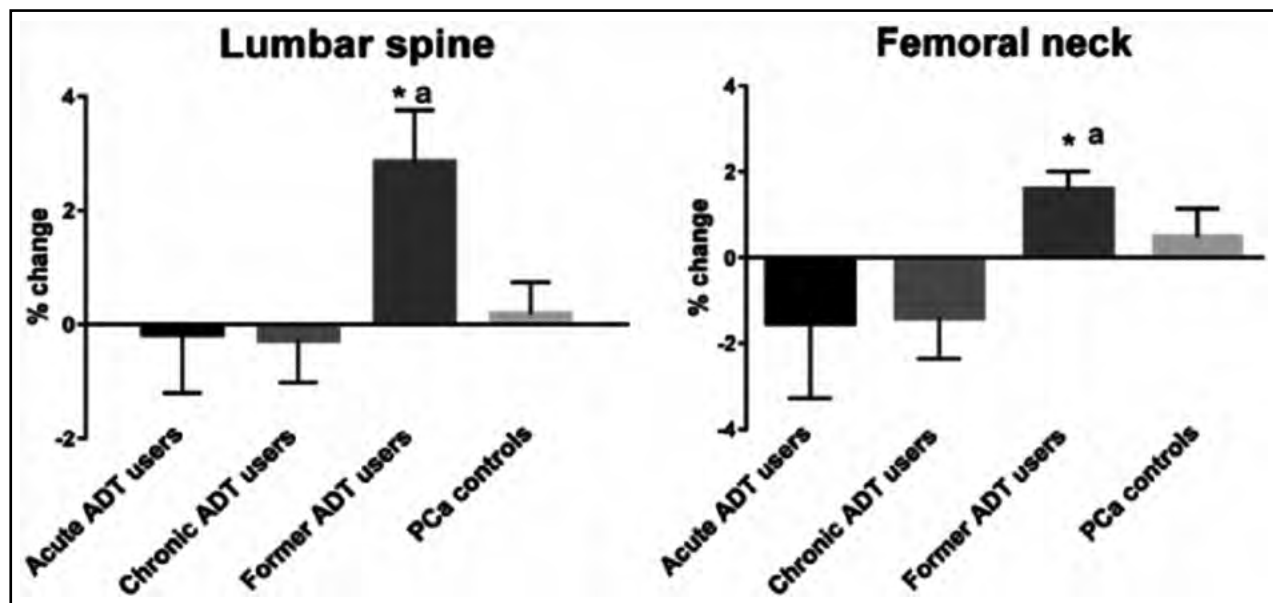 Lumbar spine
% change
4
* a
2
0
-2
Acute ADT users
Chronic ADT users
Former ADT users
PCa controls
Femoral neck
% change
4
* a
2
0
-2
-4
Acute ADT users
Chronic ADT users
Former ADT users
PCa controls